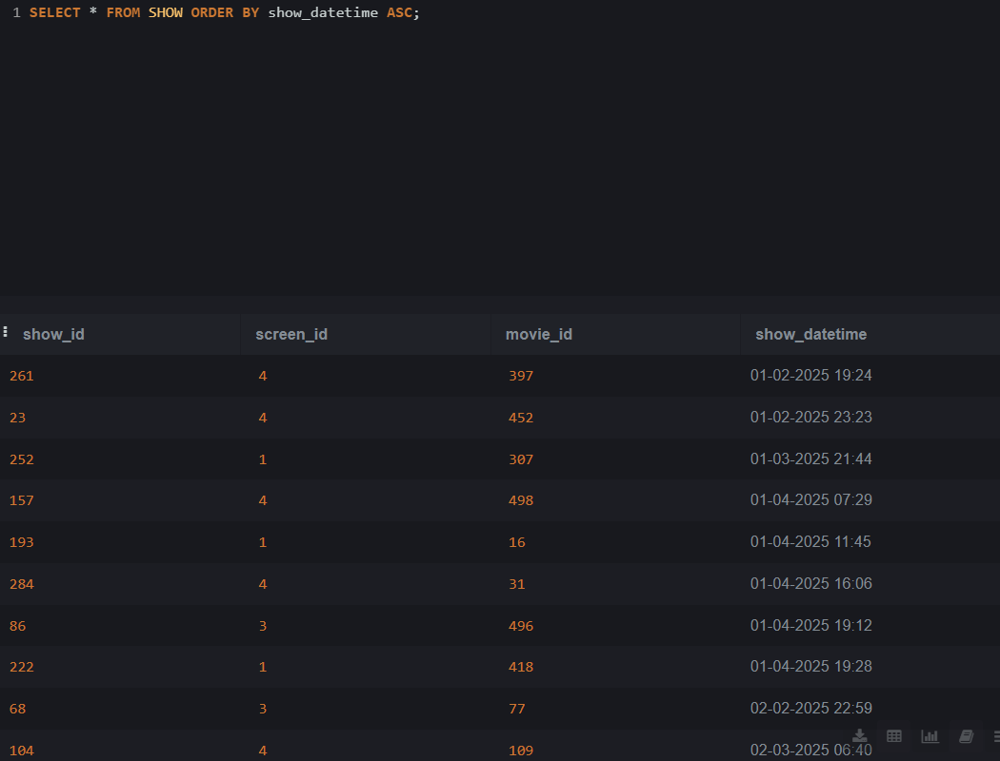 1 SELECT * FROM SHOW ORDER BY show_datetime ASC;
show_id screen_id movie_id show_datetime
261 4 397 01-02-2025 19:24
23 4 452 01-02-2025 23:23
252 1 307 01-03-2025 21:44
157 4 498 01-04-2025 07:29
193 1 16 01-04-2025 11:45
284 4 31 01-04-2025 16:06
86 3 496 01-04-2025 19:12
222 1 418 01-04-2025 19:28
68 3 77 02-02-2025 22:59
104 4 109 02-03-2025 06:40